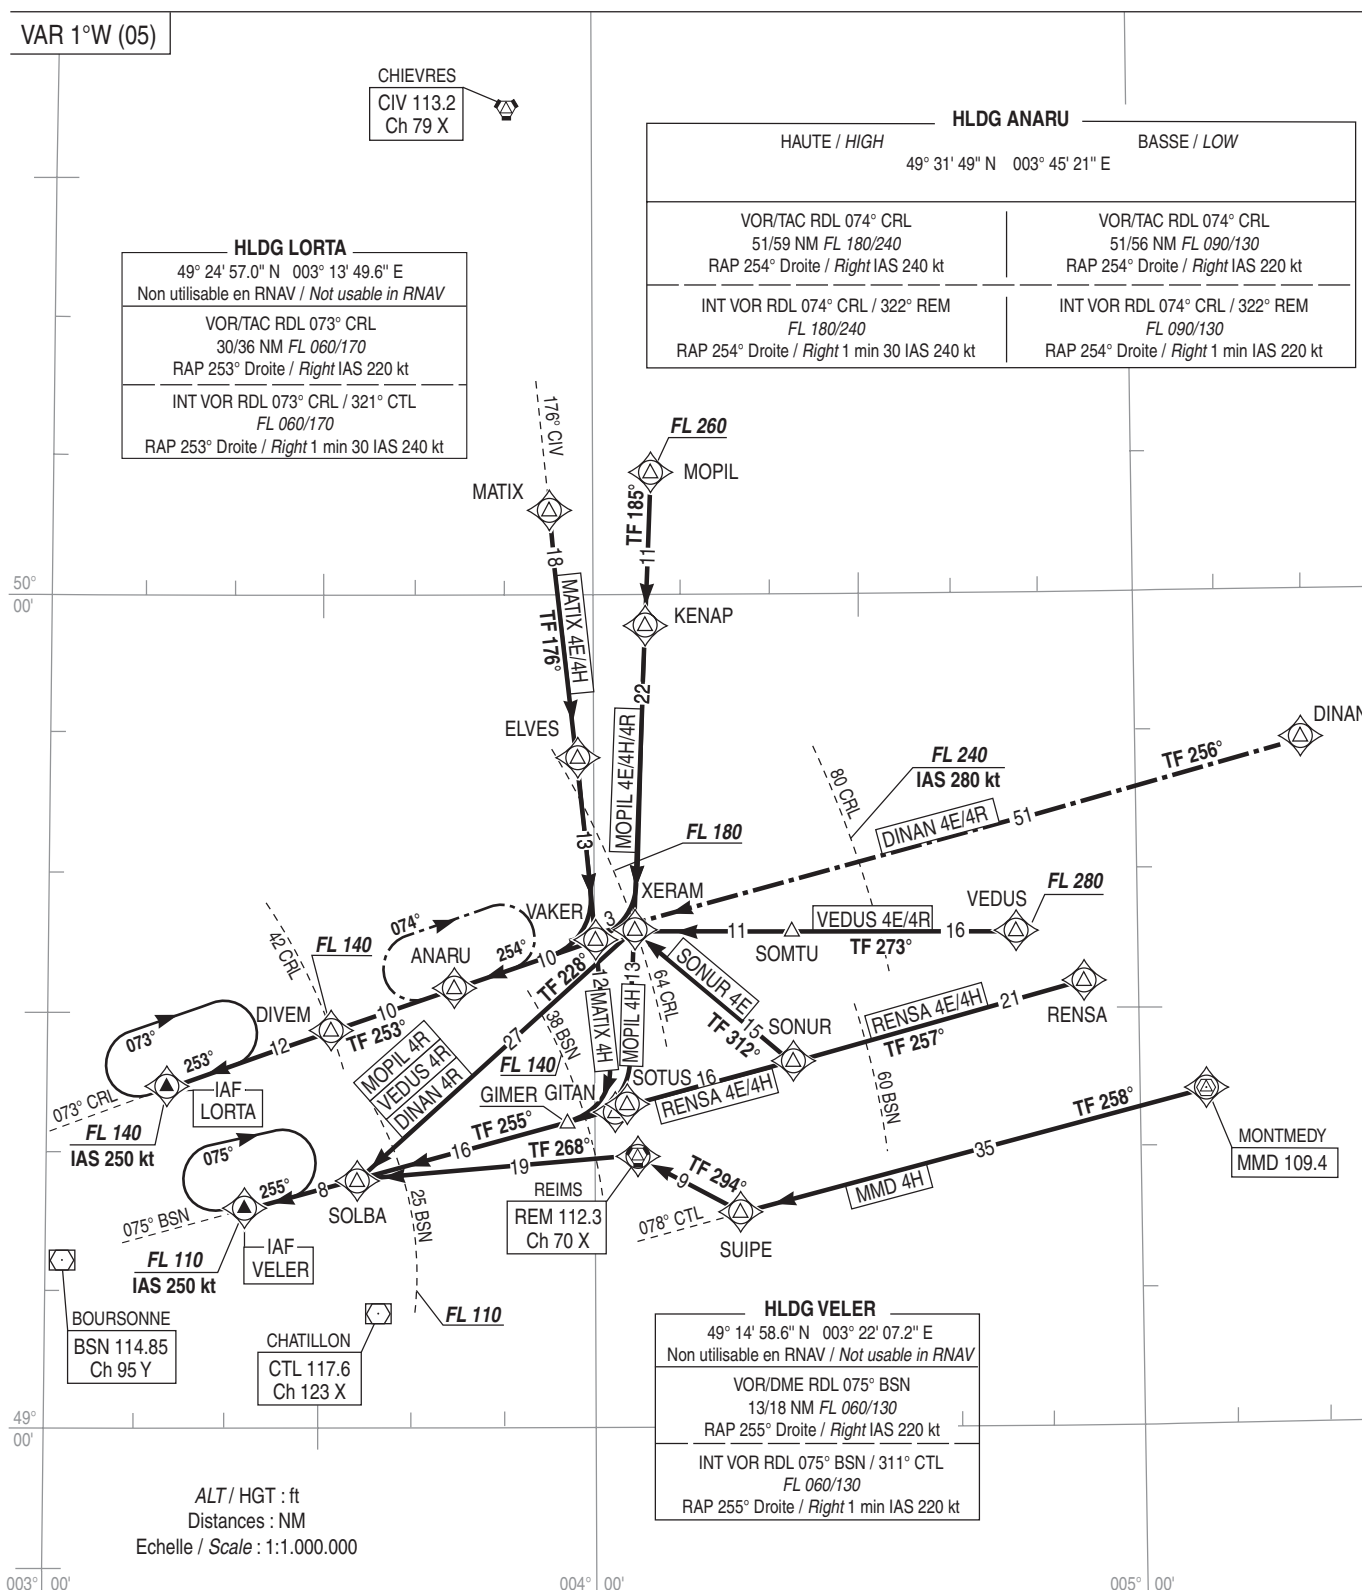 VAR 1°W (05)
CHIEVRES
CIV 113.2
Ch 79 X
HLDG ANARU
HAUTE / HIGH
BASSE / LOW
49° 31' 49" N 003° 45' 21" E
VOR/TAC RDL 074° CRL
51/59 NM FL 180/240
RAP 254° Droite / Right IAS 240 kt
VOR/TAC RDL 074° CRL
51/56 NM FL 090/130
RAP 254° Droite / Right IAS 220 kt
INT VOR RDL 074° CRL / 322° REM
FL 180/240
RAP 254° Droite / Right 1 min 30 IAS 240 kt
INT VOR RDL 074° CRL / 322° REM
FL 090/130
RAP 254° Droite / Right 1 min IAS 220 kt
HLDG LORTA
49° 24' 57.0" N 003° 13' 49.6" E
Non utilisable en RNAV / Not usable in RNAV
VOR/TAC RDL 073° CRL
30/36 NM FL 060/170
RAP 253° Droite / Right IAS 220 kt
INT VOR RDL 073° CRL / 321° CTL
FL 060/170
RAP 253° Droite / Right 1 min 30 IAS 240 kt
176° CIV
FL 260
MOPIL
MATIX
TF 185°
11
18
50°
00'
MATIX 4E/4H
TF 176°
KENAP
22
ELVES
MOPIL 4E/4H/4R
DINAN
TF 256°
FL 240
IAS 280 kt
80 CRL
51
DINAN 4E/4R
13
FL 180
XERAM
VEDUS
FL 280
VAKER
3
11
SOMTU
VEDUS 4E/4R
TF 273°
16
074°
254°
10
ANARU
FL 140
42 CRL
10
DIVEM
TF 253°
12
073°
253°
073° CRL
IAF
LORTA
FL 140
IAS 250 kt
TF 228°
27
MOPIL 4R
VEDUS 4R
DINAN 4R
12
MATIX 4H
13
MOPIL 4H
64 CRL
38 BSN
FL 140
SONUR 4E
15
TF 312°
SONUR
RENSA 4E/4H
21
RENSA
TF 257°
60 BSN
SOTUS
16
RENSA 4E/4H
GIMER
GITAN
TF 255°
16
TF 268°
19
REIMS
REM 112.3
Ch 70 X
TF 294°
9
078° CTL
SUIPE
MMD 4H
35
TF 258°
MONTMEDY
MMD 109.4
075°
255°
8
SOLBA
075° BSN
IAF
VELER
FL 110
IAS 250 kt
25 BSN
FL 110
BOURSONNE
BSN 114.85
Ch 95 Y
CHATILLON
CTL 117.6
Ch 123 X
HLDG VELER
49° 14' 58.6" N 003° 22' 07.2" E
Non utilisable en RNAV / Not usable in RNAV
VOR/DME RDL 075° BSN
13/18 NM FL 060/130
RAP 255° Droite / Right IAS 220 kt
INT VOR RDL 075° BSN / 311° CTL
FL 060/130
RAP 255° Droite / Right 1 min IAS 220 kt
49°
00'
ALT / HGT : ft
Distances : NM
Echelle / Scale : 1:1.000.000
003° 00'
004° 00'
005° 00'